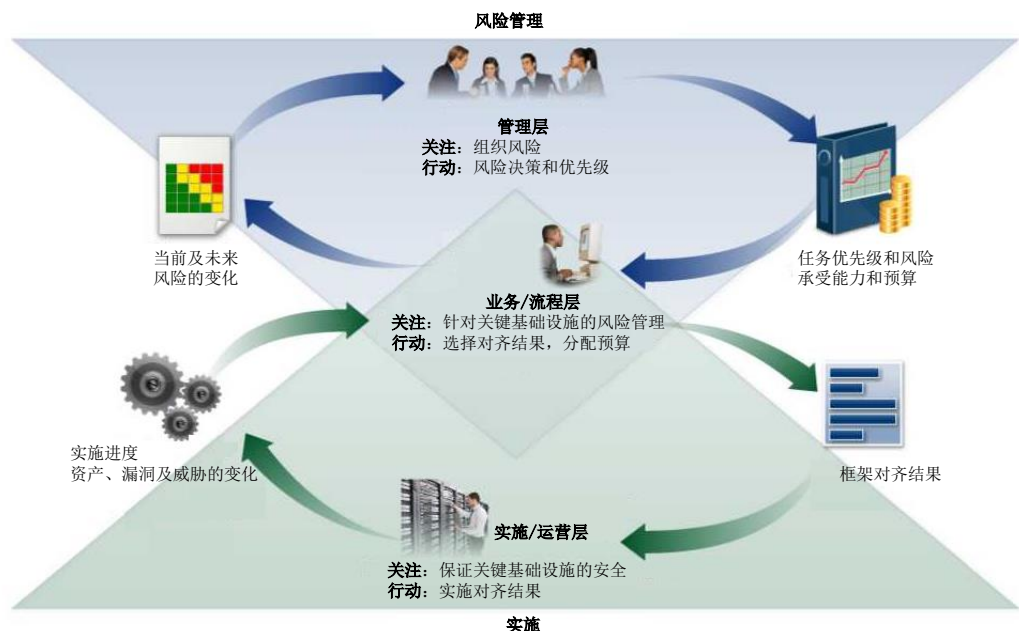 风险管理
管理层
关注：组织风险
行动：风险决策和优先级
当前及未来
风险的变化
任务优先级和风险
承受能力和预算
业务/流程层
关注：针对关键基础设施的风险管理
行动：选择对齐结果，分配预算
实施进度
资产、漏洞及威胁的变化
框架对齐结果
实施/运营层
关注：保证关键基础设施的安全
行动：实施对齐结果
实施